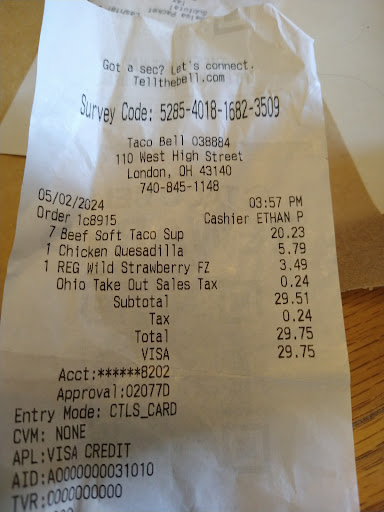 Got a sec? Let's connect.
Tellthebell.com
Survey Code: 5285-4018-1682-3509
Taco Bell 038884
110 West High Street
London, OH 43140
740-845-1148
05/02/2024 03:57 PM
Order 1c8915 Cashier ETHAN P
7 Beef Soft Taco Sup 20.23
1 Chicken Quesadilla 5.79
1 REG Wild Strawberry FZ 3.49
Ohio Take Out Sales Tax 0.24
Subtotal 29.51
Tax 0.24
Total 29.75
VISA 29.75
Acct:******8202
Approval:02077D
Entry Mode: CTLS_CARD
CVM: NONE
APL:VISA CREDIT
AID:A0000000031010
TVR:0000000000